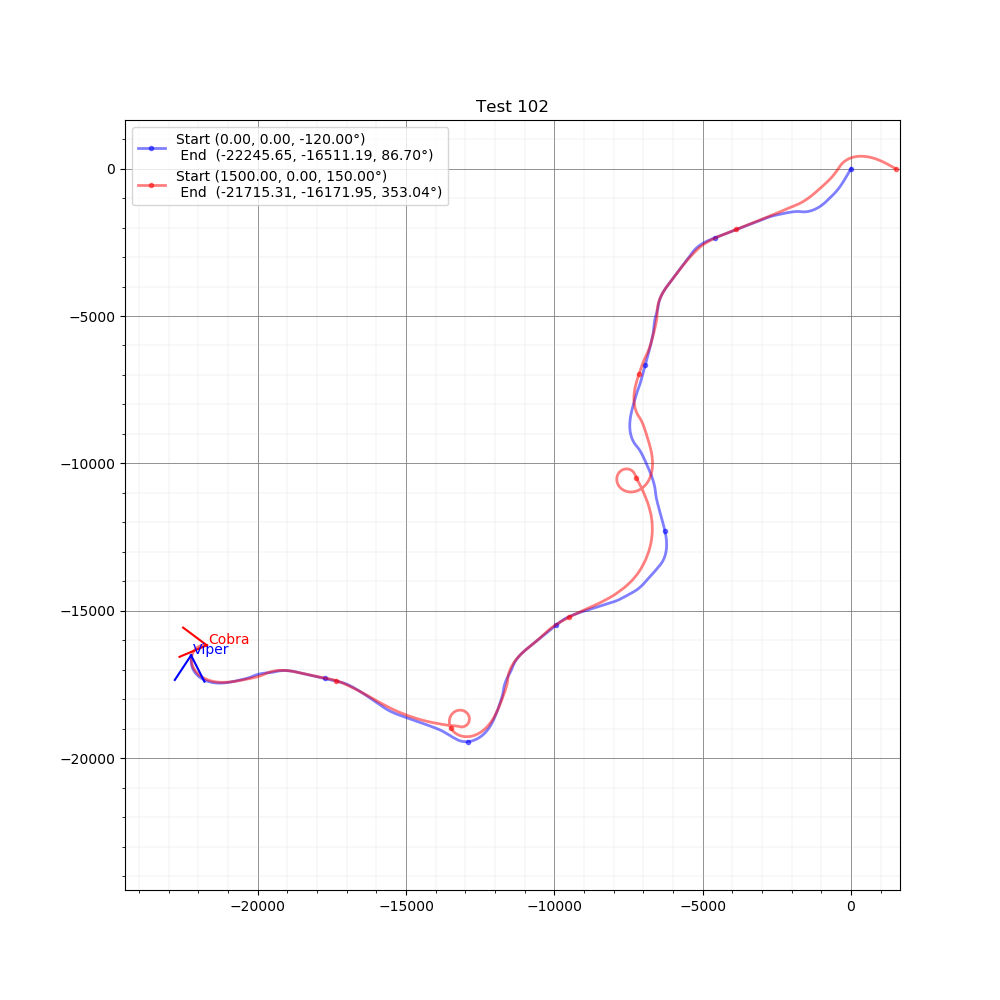 Test 102
Start (0.00, 0.00, -120.00°)
End (-22245.65, -16511.19, 86.70°)
Start (1500.00, 0.00, 150.00°)
End (-21715.31, -16171.95, 353.04°)
0
−5000
−10000
−15000
−20000
Cobra
Viper
−20000 −15000 −10000 −5000 0